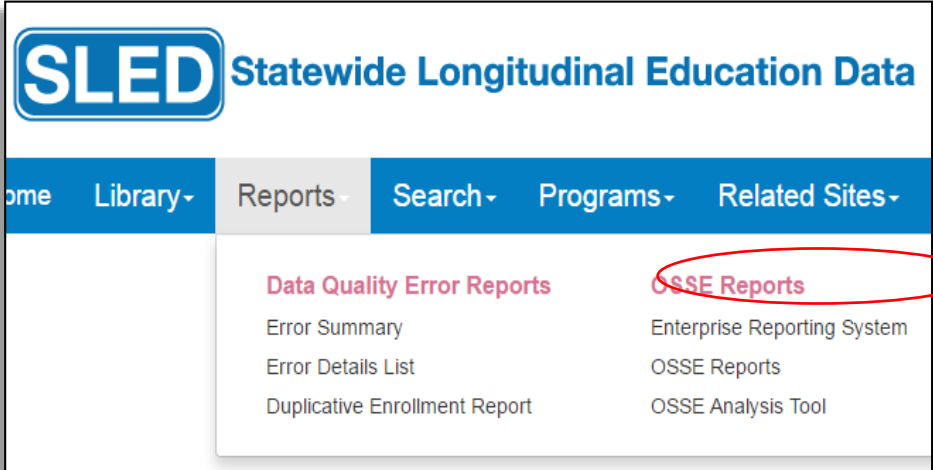 SLED Statewide Longitudinal Education Data
ome Library Reports Search Programs Related Sites
Data Quality Error Reports OSSE Reports
Error Summary Enterprise Reporting System
Error Details List OSSE Reports
Duplicative Enrollment Report OSSE Analysis Tool